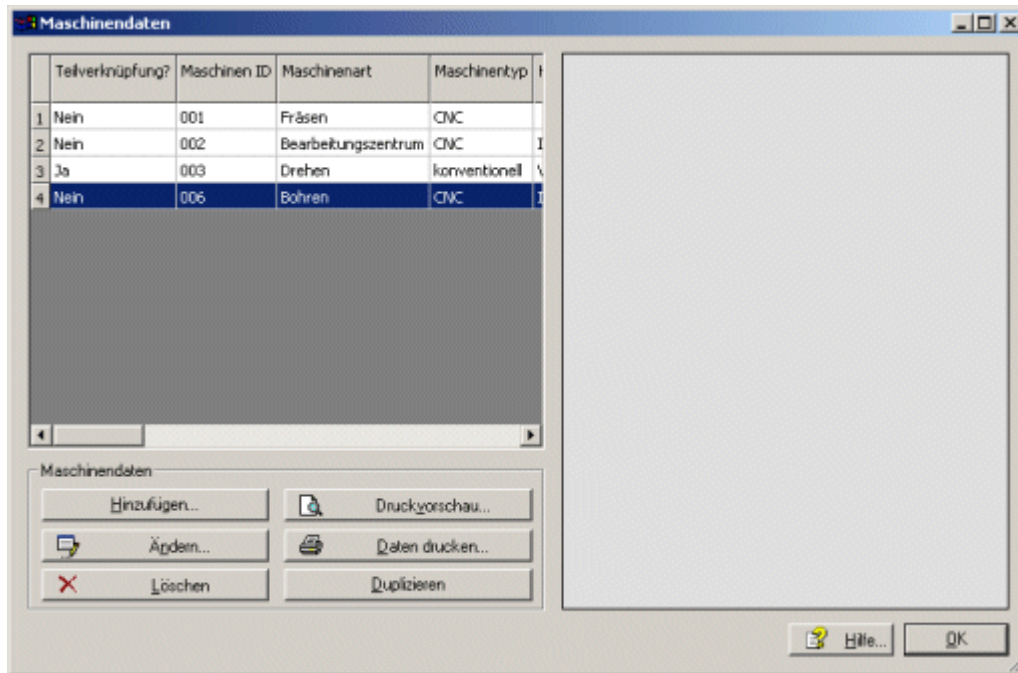 Maschinendaten
Teilverknüpfung? Maschinen ID Maschinenart Maschinentyp
1 Nein 001 Fräsen CNC
2 Nein 002 Bearbeitungszentrum CNC
3 Ja 003 Drehen konventionell
4 Nein 006 Bohren CNC
Maschinendaten
Hinzufügen... Druckvorschau...
Ändern... Daten drucken...
Löschen Duplizieren
Hilfe... OK